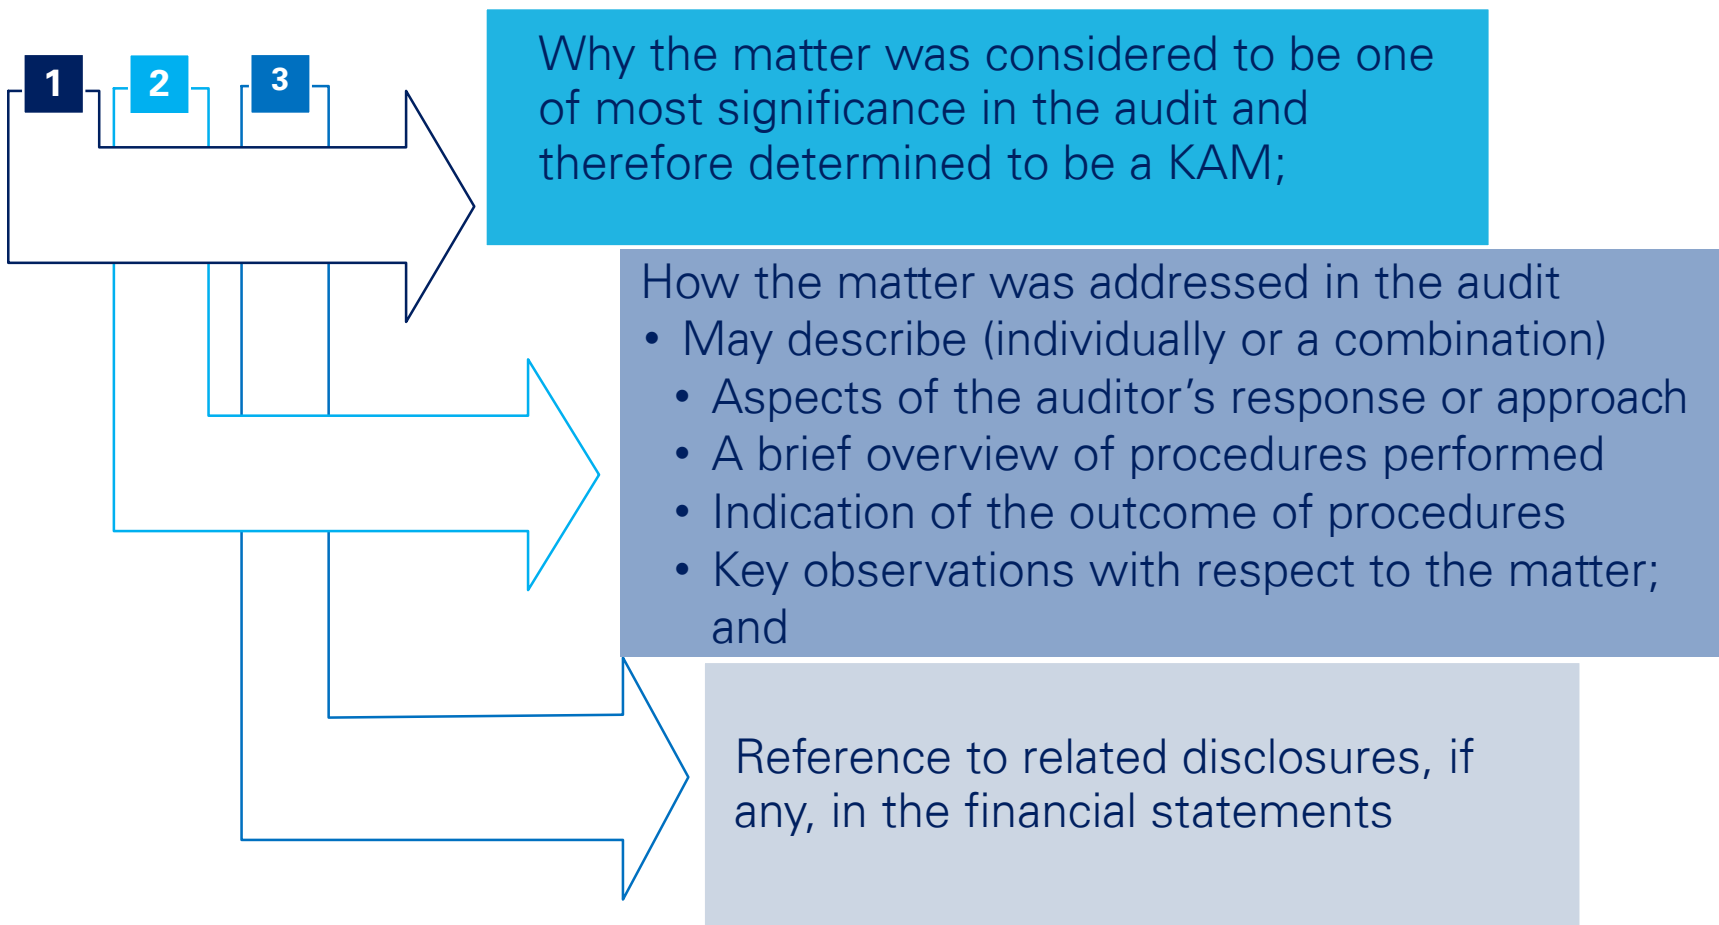 1 2 3
Why the matter was considered to be one
of most significance in the audit and
therefore determined to be a KAM;
How the matter was addressed in the audit
• May describe (individually or a combination)
• Aspects of the auditor’s response or approach
• A brief overview of procedures performed
• Indication of the outcome of procedures
• Key observations with respect to the matter;
and
Reference to related disclosures, if
any, in the financial statements